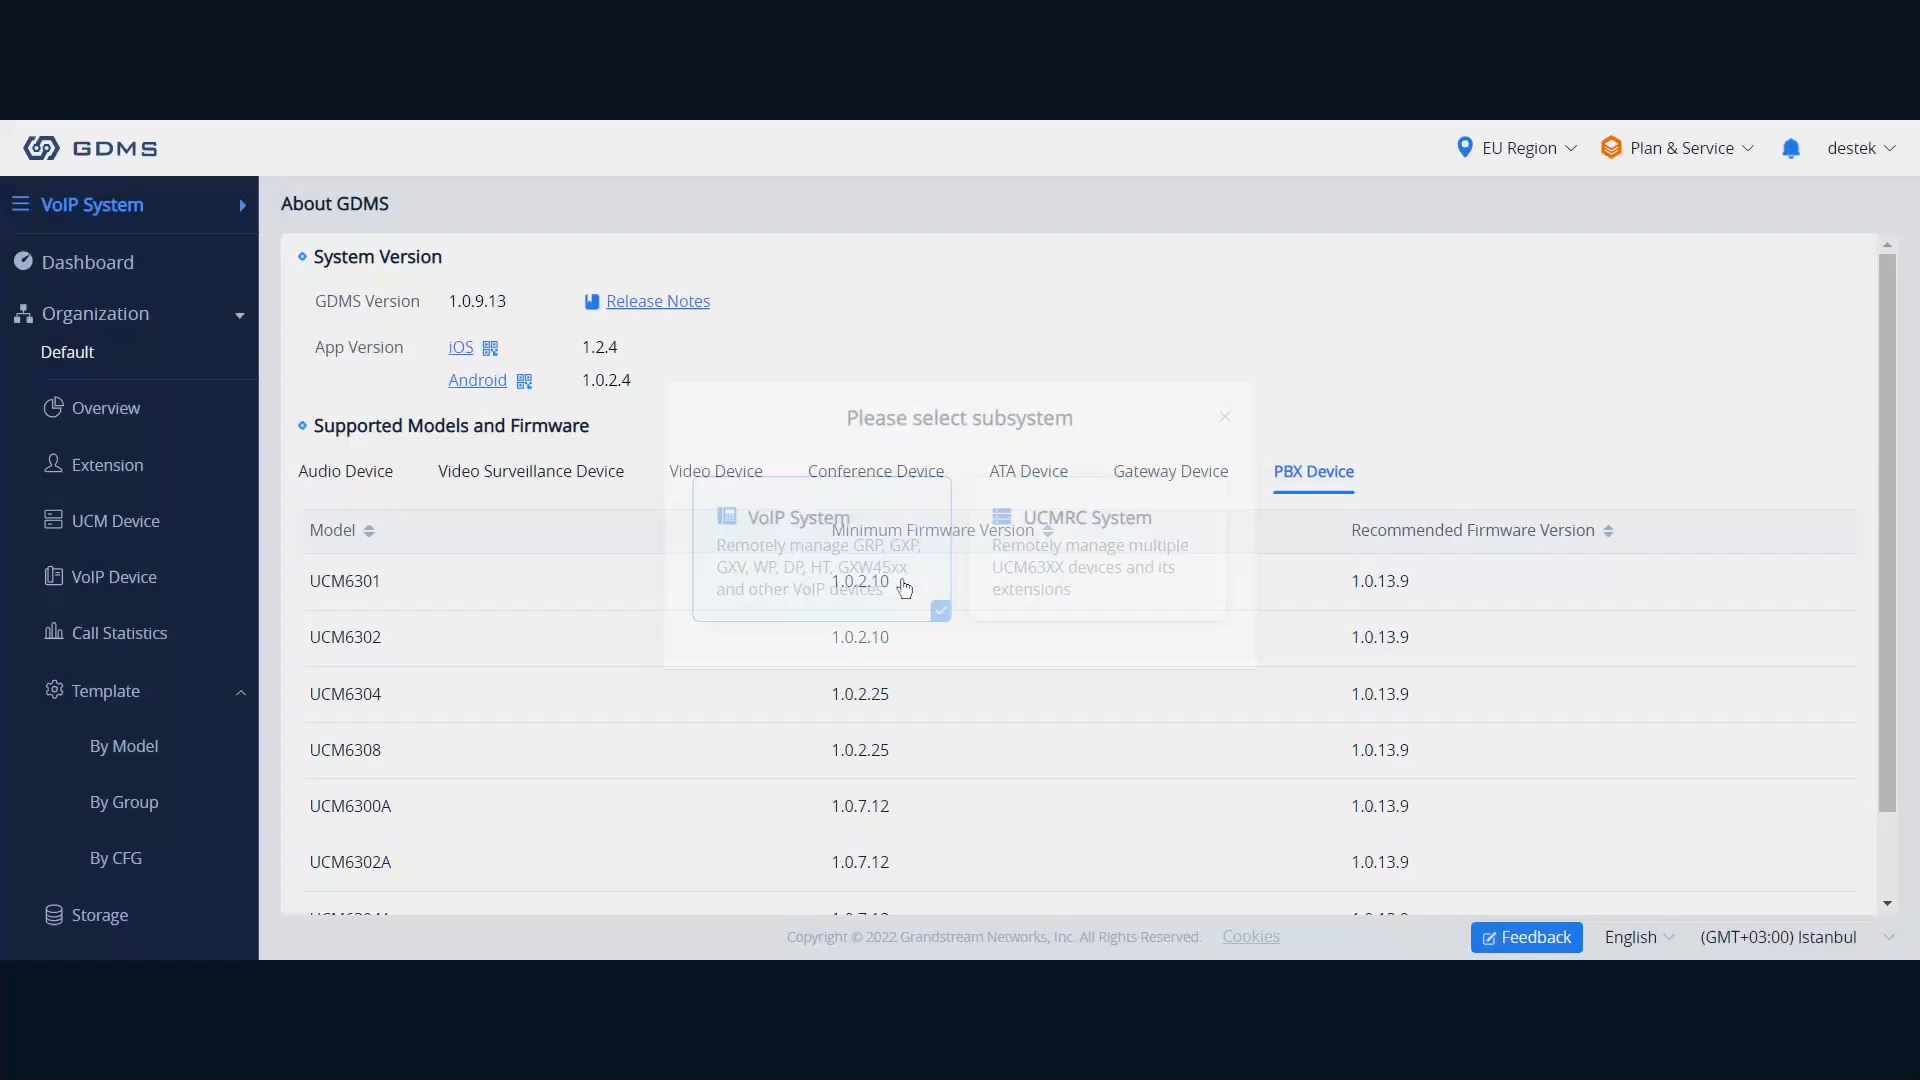 GDMS
EU Region
Plan & Service
destek
VoIP System
About GDMS
Dashboard
Organization
Default
Overview
Extension
UCM Device
VoIP Device
Call Statistics
Template
By Model
By Group
By CFG
Storage
System Version
GDMS Version 1.0.9.13 Release Notes
App Version iOS 1.2.4
Android 1.0.2.4
Supported Models and Firmware
Audio Device Video Surveillance Device Video Device Conference Device ATA Device Gateway Device PBX Device
Model Minimum Firmware Version Recommended Firmware Version
UCM6301 1.0.2.10 1.0.13.9
UCM6302 1.0.2.10 1.0.13.9
UCM6304 1.0.2.25 1.0.13.9
UCM6308 1.0.2.25 1.0.13.9
UCM6300A 1.0.7.12 1.0.13.9
UCM6302A 1.0.7.12 1.0.13.9
Please select subsystem
VoIP System
Remotely manage GRP, GXP,
GXV, WP, DP, HT, GXW45xx
and other VoIP devices
UCMRC System
Remotely manage multiple
UCM63XX devices and its
extensions
Copyright © 2022 Grandstream Networks, Inc. All Rights Reserved. Cookies
Feedback
English
(GMT+03:00) Istanbul